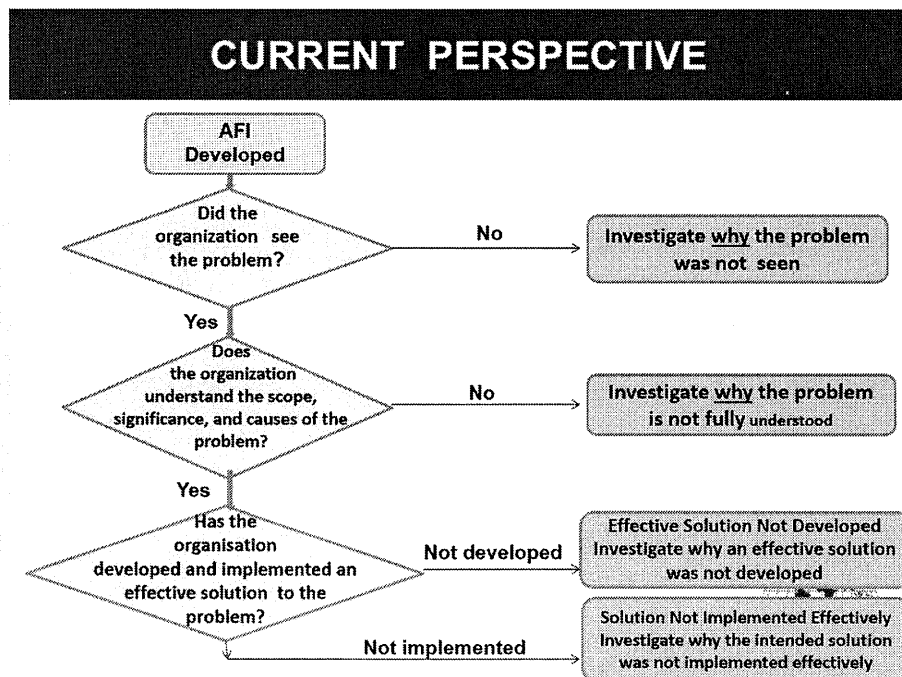 CURRENT PERSPECTIVE
AFI
Developed
Did the
organization see
the problem?
No
Investigate why the problem
was not seen
Yes
Does
the organization
understand the scope,
significance, and causes of the
problem?
No
Investigate why the problem
is not fully understood
Yes
Has the
organisation
developed and implemented an
effective solution to the
problem?
Not developed
Effective Solution Not Developed
Investigate why an effective solution
was not developed
Not implemented
Solution Not Implemented Effectively
Investigate why the intended solution
was not implemented effectively